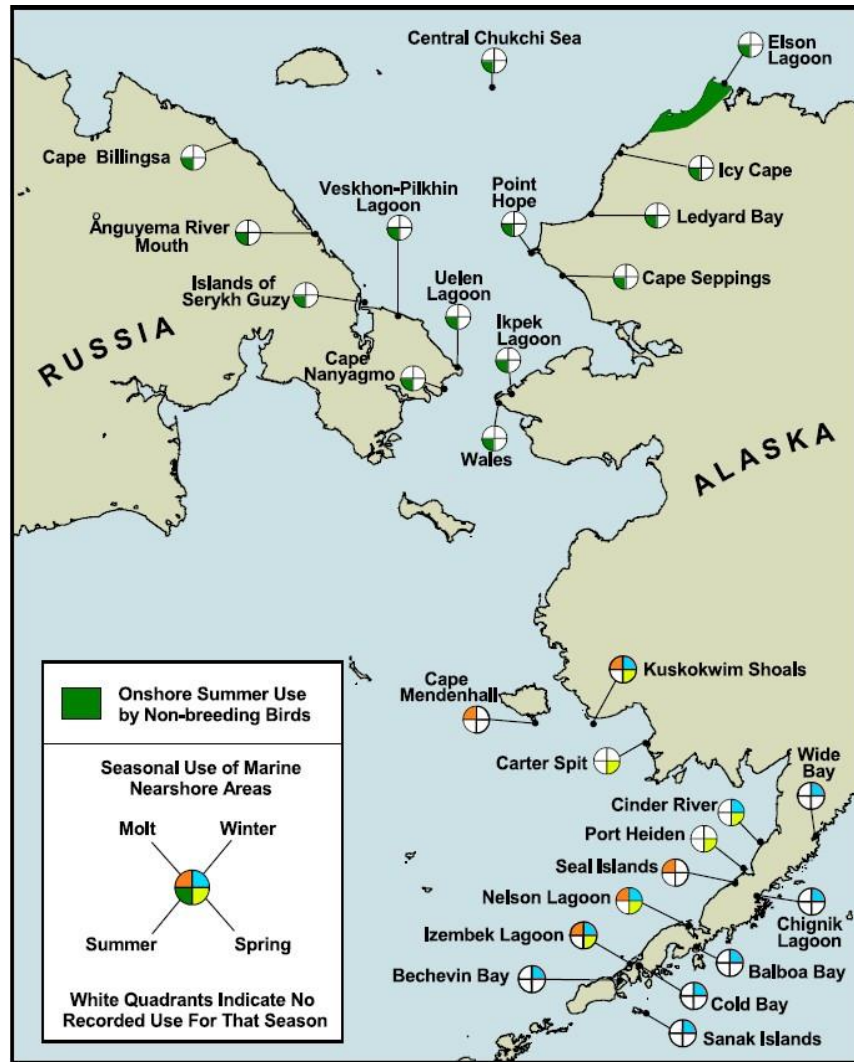 Central Chukchi Sea
Elson
Lagoon
Cape Billingsa
Icy Cape
Veskhon-Pilkhin
Lagoon
Point
Hope
Ledyard Bay
Ånguyema River
Mouth
Cape Seppings
Islands of
Serykh Guzy
Uelen
Lagoon
Ikpek
Lagoon
RUSSIA
Cape
Nanyagmo
Wales
ALASKA
Cape
Mendenhall
Kuskokwim Shoals
Carter Spit
Wide
Bay
Cinder River
Port Heiden
Seal Islands
Nelson Lagoon
Chignik
Lagoon
Izembek Lagoon
Balboa Bay
Bechevin Bay
Cold Bay
Sanak Islands
Onshore Summer Use
by Non-breeding Birds
Seasonal Use of Marine
Nearshore Areas
Molt
Winter
Summer
Spring
White Quadrants Indicate No
Recorded Use For That Season